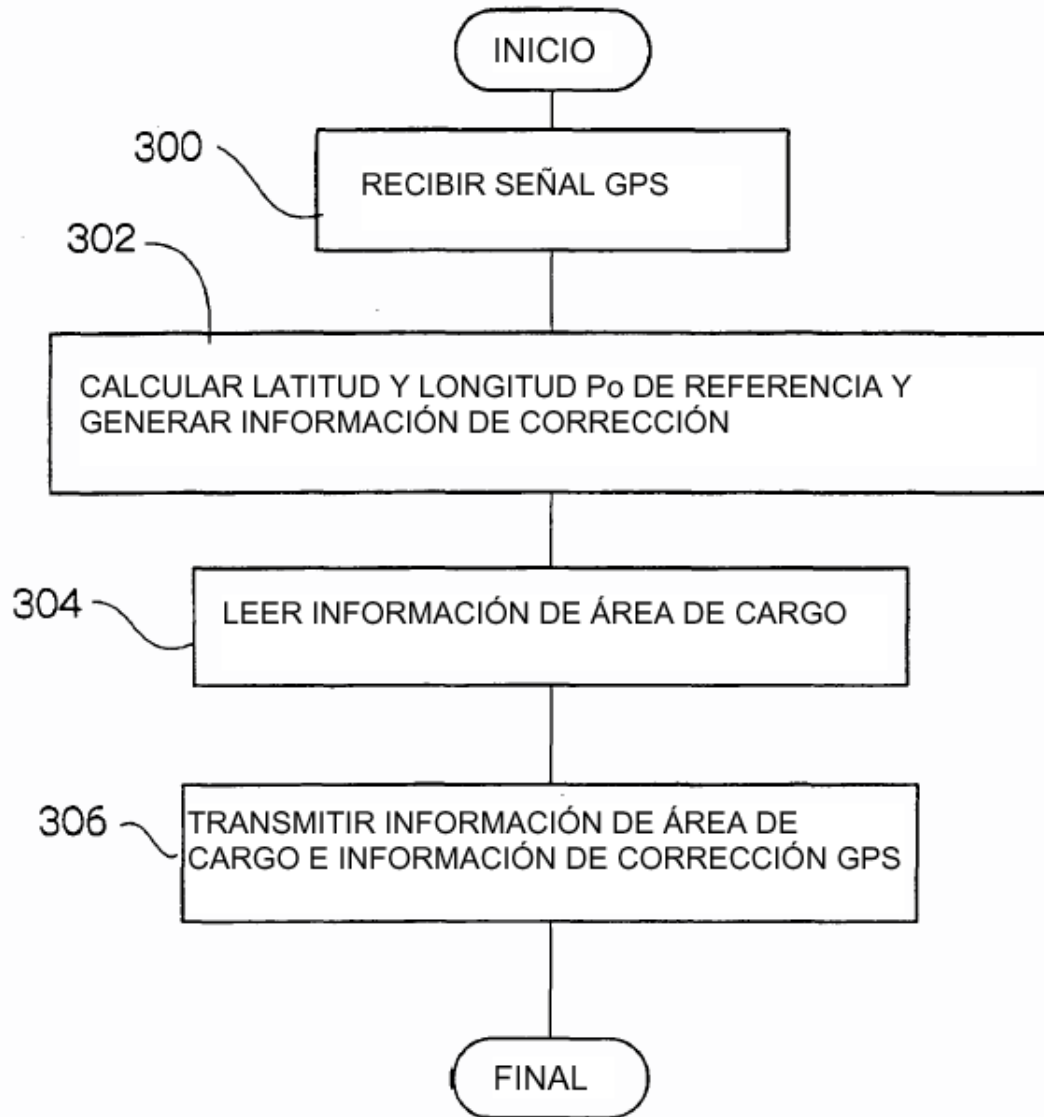 INICIO
300
RECIBIR SEÑAL GPS
302
CALCULAR LATITUD Y LONGITUD Po DE REFERENCIA Y
GENERAR INFORMACIÓN DE CORRECCIÓN
304
LEER INFORMACIÓN DE ÁREA DE CARGO
306
TRANSMITIR INFORMACIÓN DE ÁREA DE
CARGO E INFORMACIÓN DE CORRECCIÓN GPS
FINAL